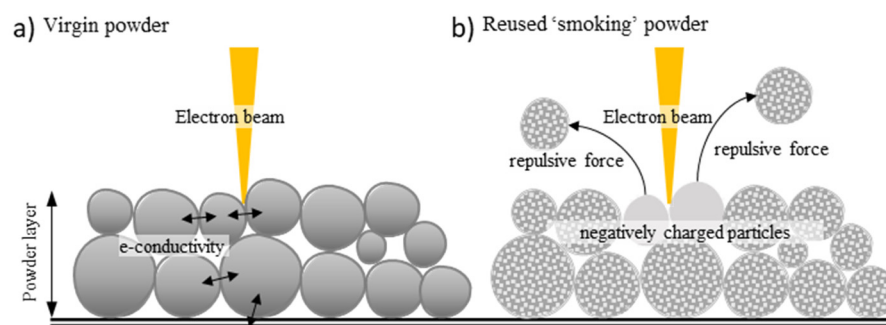 a) Virgin powder
Electron beam
e-conductivity
Powder layer
b) Reused ‘smoking’ powder
Electron beam
repulsive force
repulsive force
negatively charged particles